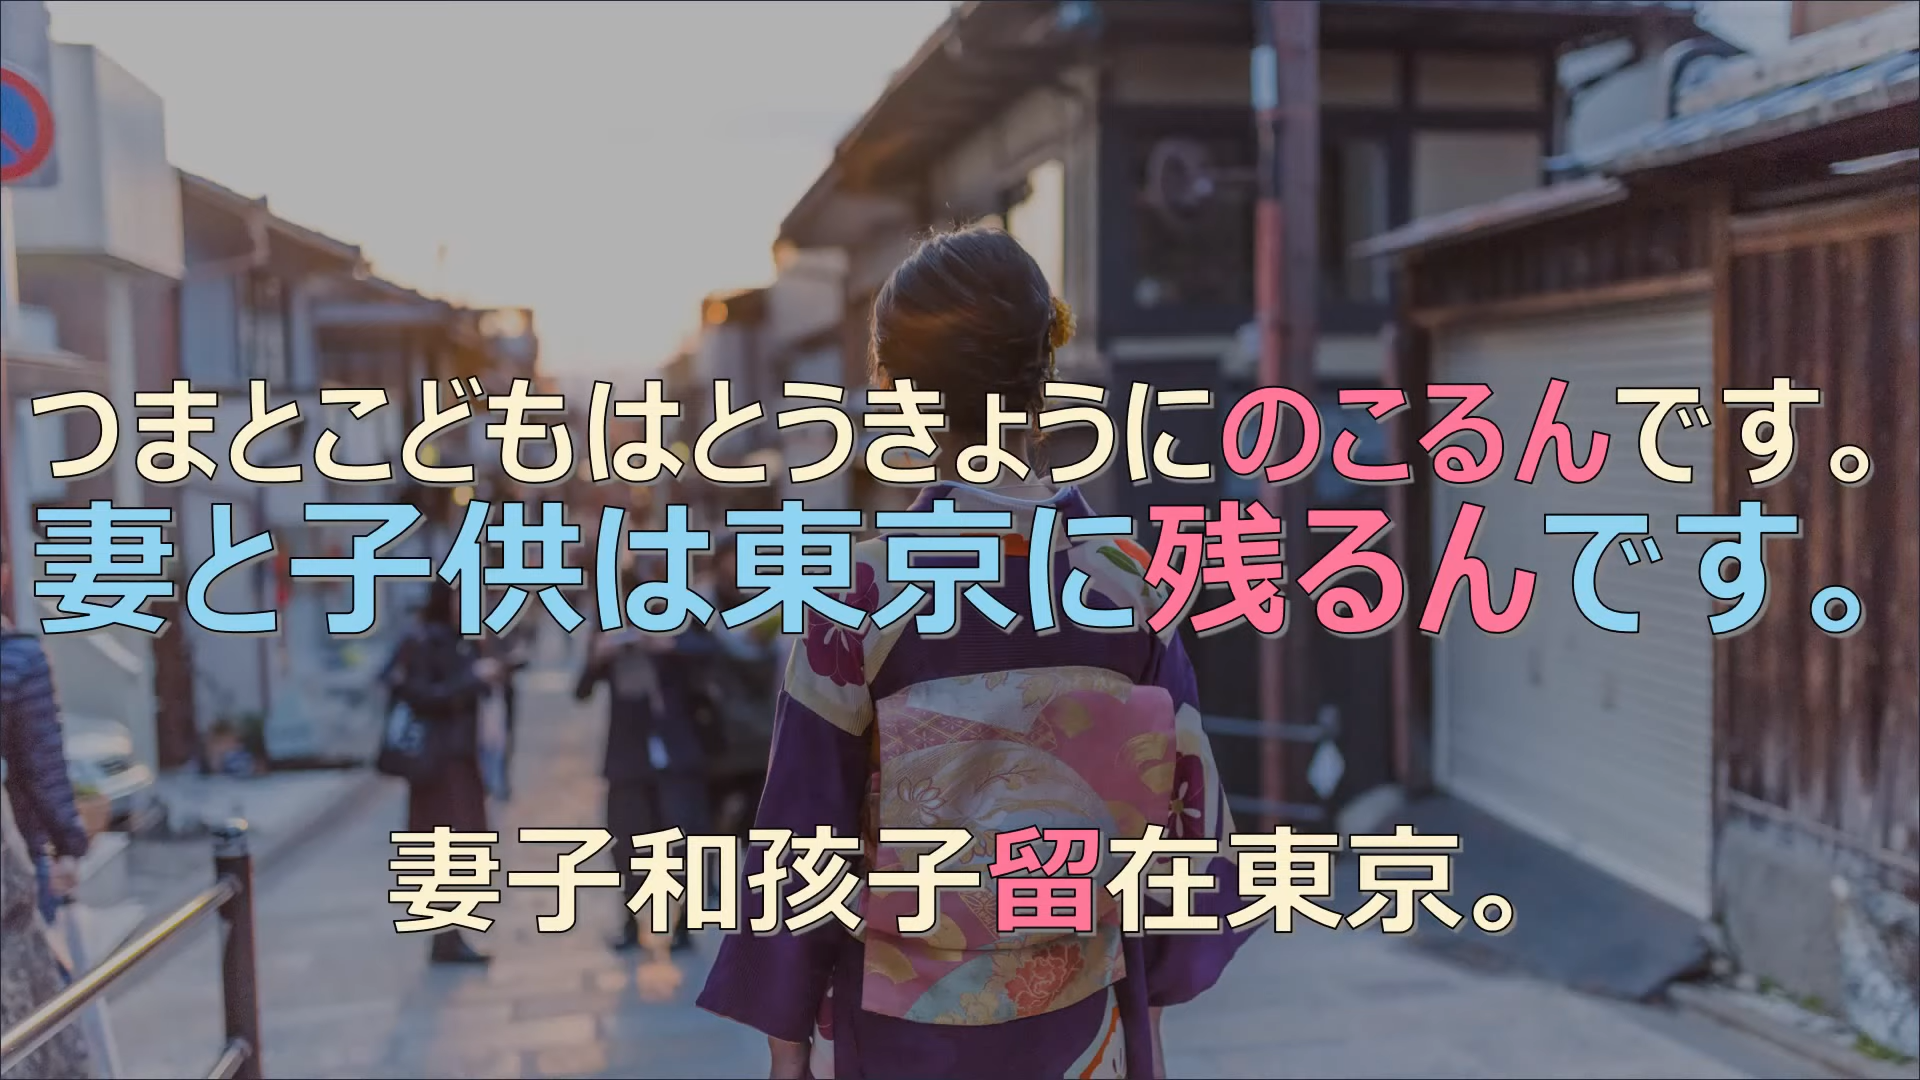 つまとこどもはとうきょうにのこるんです。
妻と子供は東京に残るんです。
妻子和孩子留在東京。